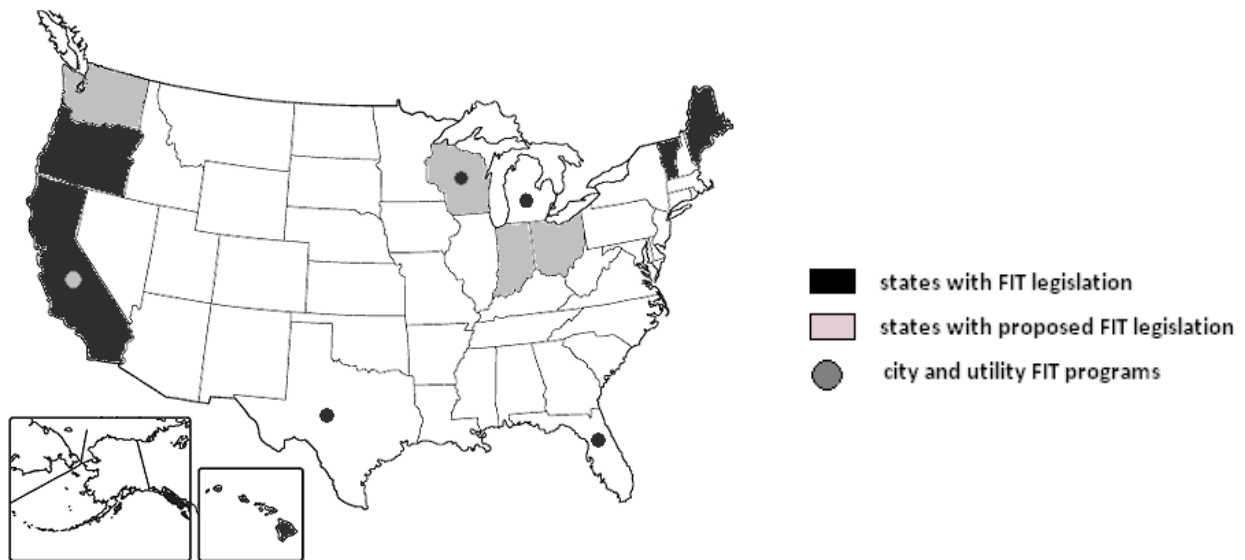 states with FIT legislation
states with proposed FIT legislation
city and utility FIT programs